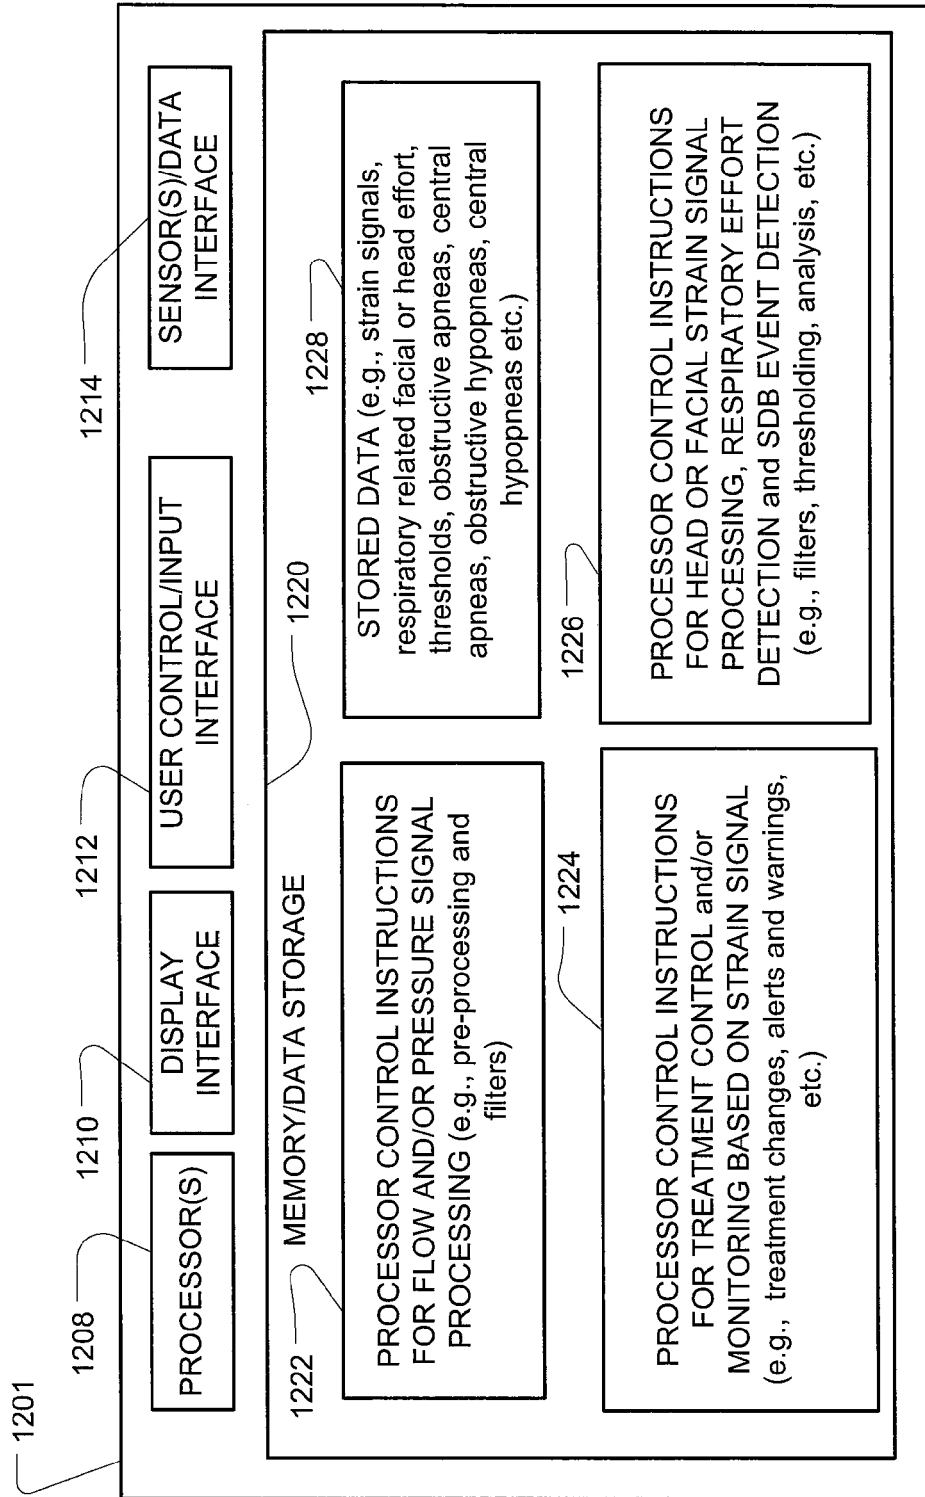 1201
1208
PROCESSOR(S)
1210
DISPLAY
INTERFACE
1212
USER CONTROL/INPUT
INTERFACE
1214
SENSOR(S)/DATA
INTERFACE
1220
MEMORY/DATA STORAGE
1222
PROCESSOR CONTROL INSTRUCTIONS
FOR FLOW AND/OR PRESSURE SIGNAL
PROCESSING (e.g., pre-processing and
filters)
1228
STORED DATA (e.g., strain signals,
respiratory related facial or head effort,
thresholds, obstructive apneas, central
apneas, obstructive hypopneas, central
hypopneas etc.)
1224
PROCESSOR CONTROL INSTRUCTIONS
FOR TREATMENT CONTROL and/or
MONITORING BASED ON STRAIN SIGNAL
(e.g., treatment changes, alerts and warnings,
etc.)
1226
PROCESSOR CONTROL INSTRUCTIONS
FOR HEAD OR FACIAL STRAIN SIGNAL
PROCESSING, RESPIRATORY EFFORT
DETECTION and SDB EVENT DETECTION
(e.g., filters, thresholding, analysis, etc.)